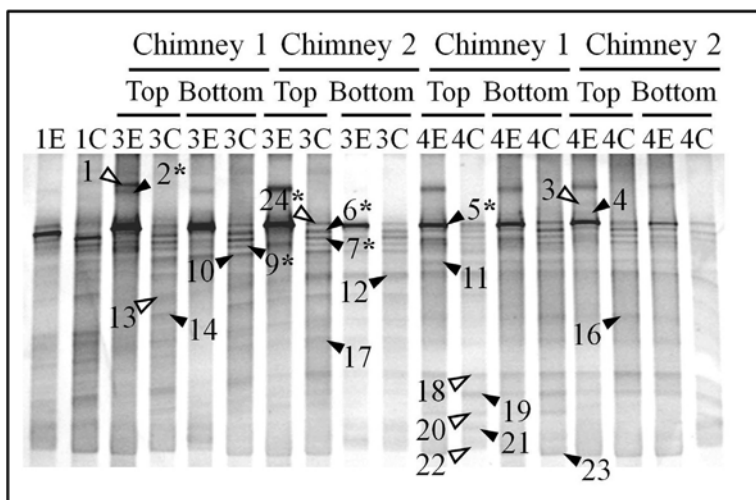 Chimney 1 Chimney 2 Chimney 1 Chimney 2
Top Bottom Top Bottom Top Bottom Top Bottom
1E 1C 3E 3C 3E 3C 3E 3C 3E 3C 4E 4C 4E 4C 4E 4C 4E 4C
1 2* 3 4
24* 6* 5*
7*
10 9* 11
12
13 14 16
17
18
19
20 21
22 23